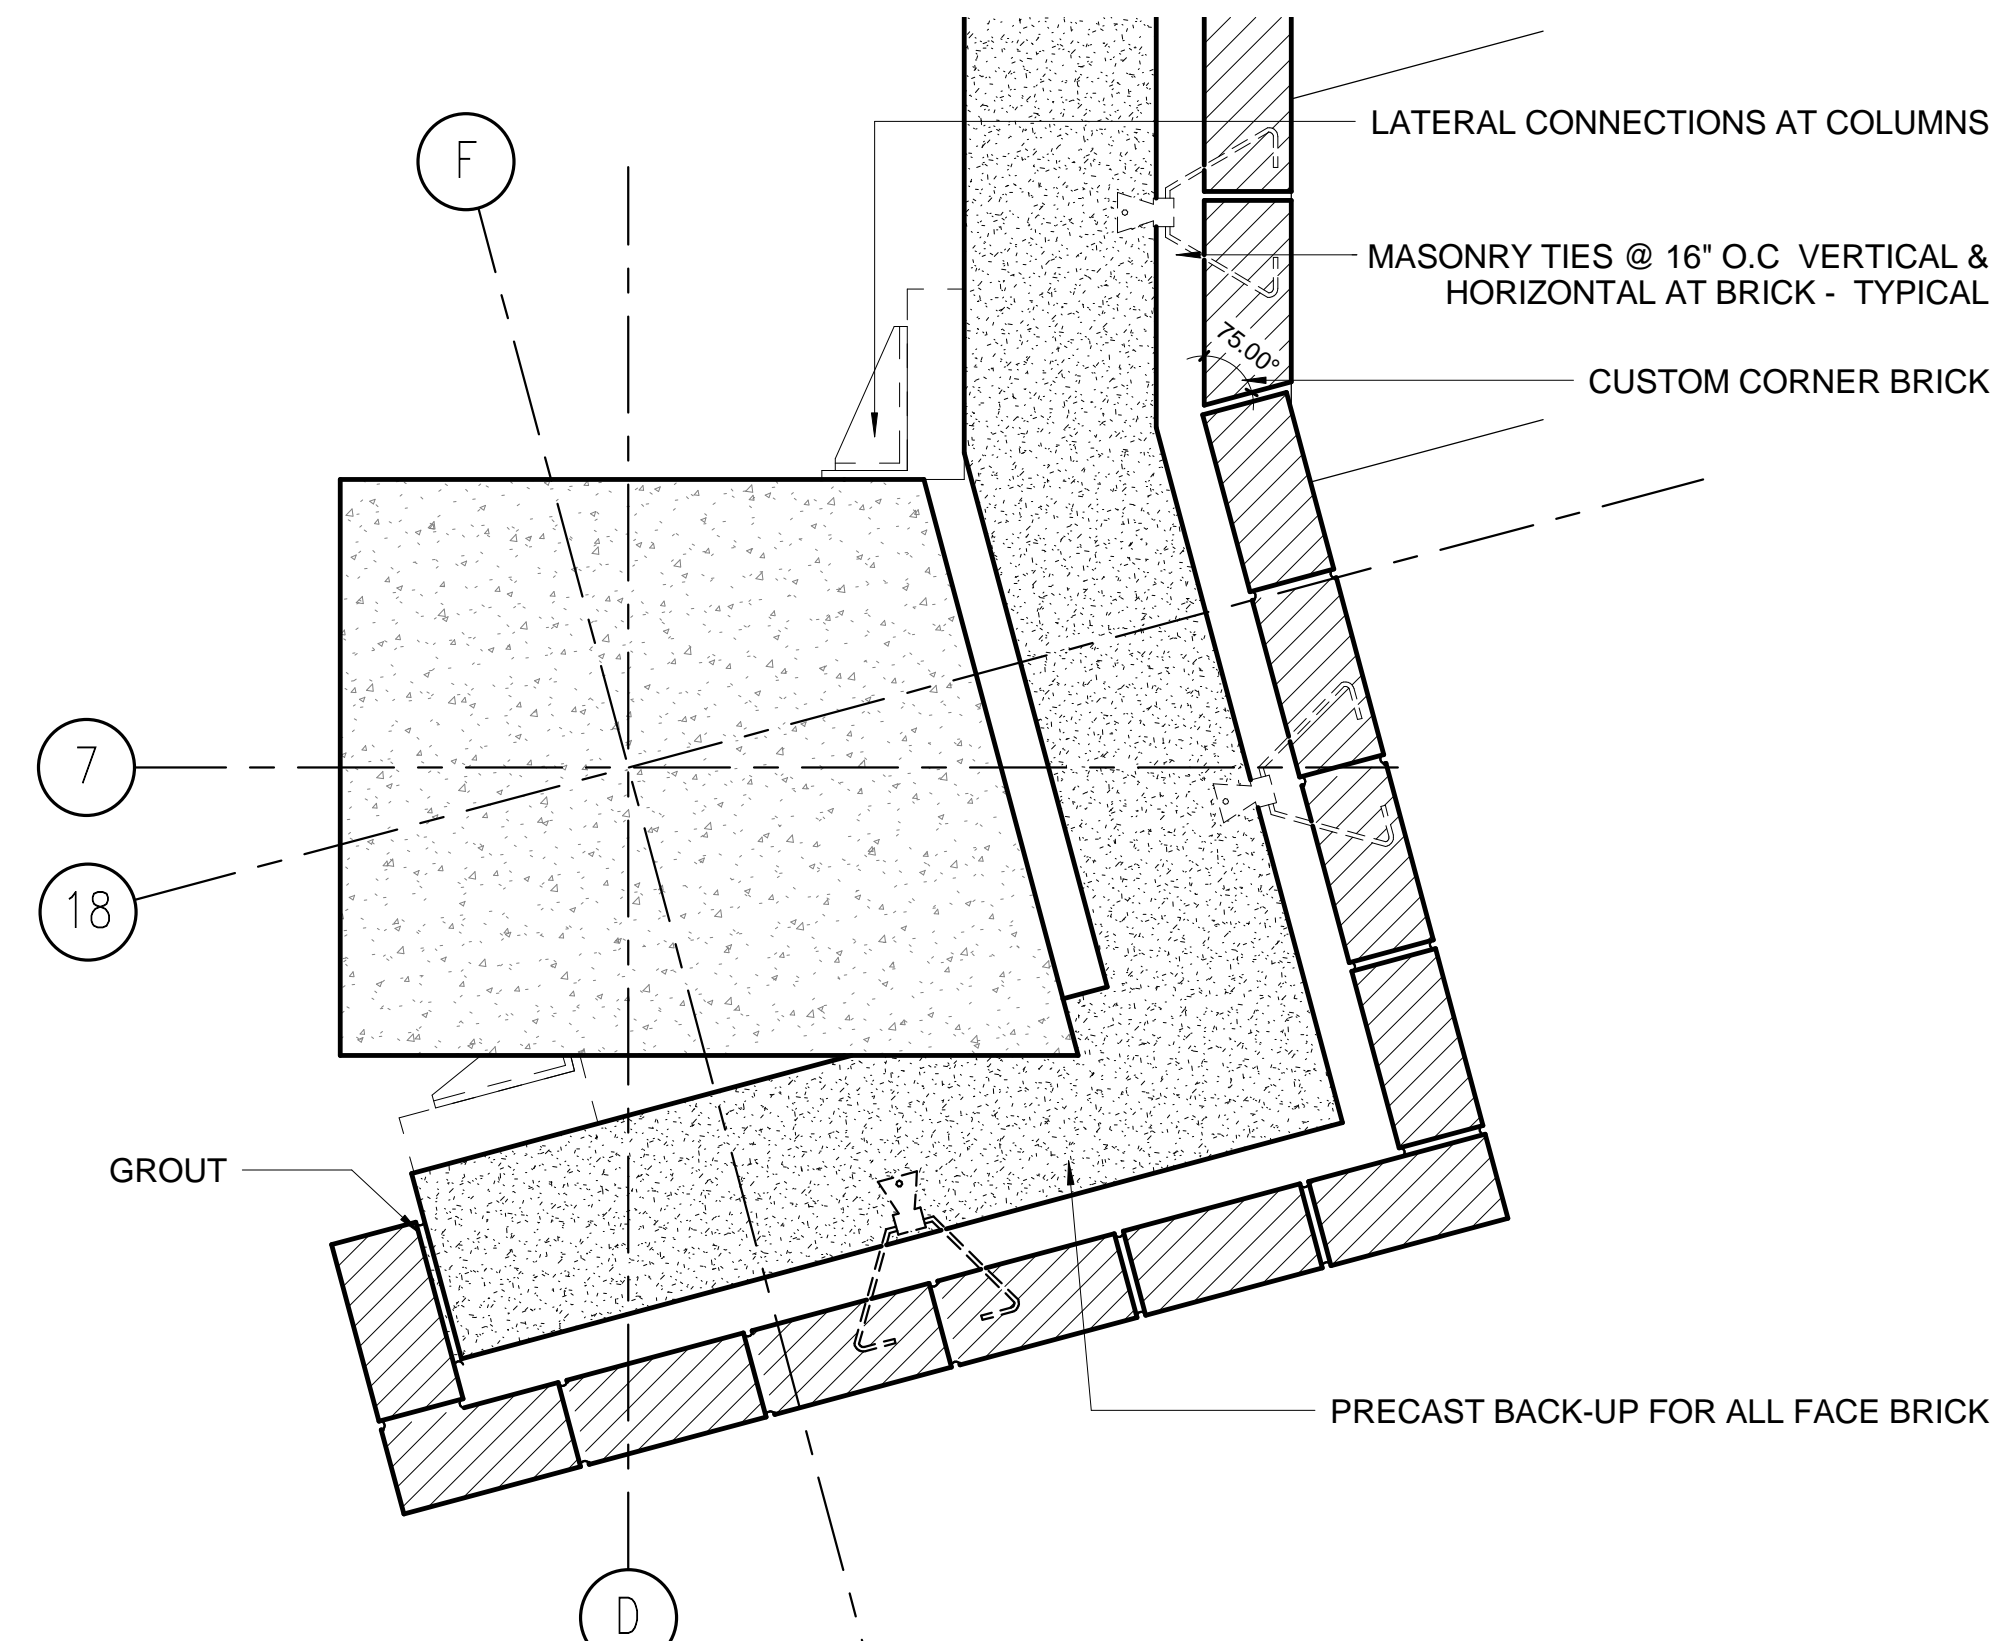 LATERAL CONNECTIONS AT COLUMNS
F
MASONRY TIES @ 16" O.C  VERTICAL &
HORIZONTAL AT BRICK -  TYPICAL
75.00°
CUSTOM CORNER BRICK
7
18
GROUT
PRECAST BACK-UP FOR ALL FACE BRICK
D